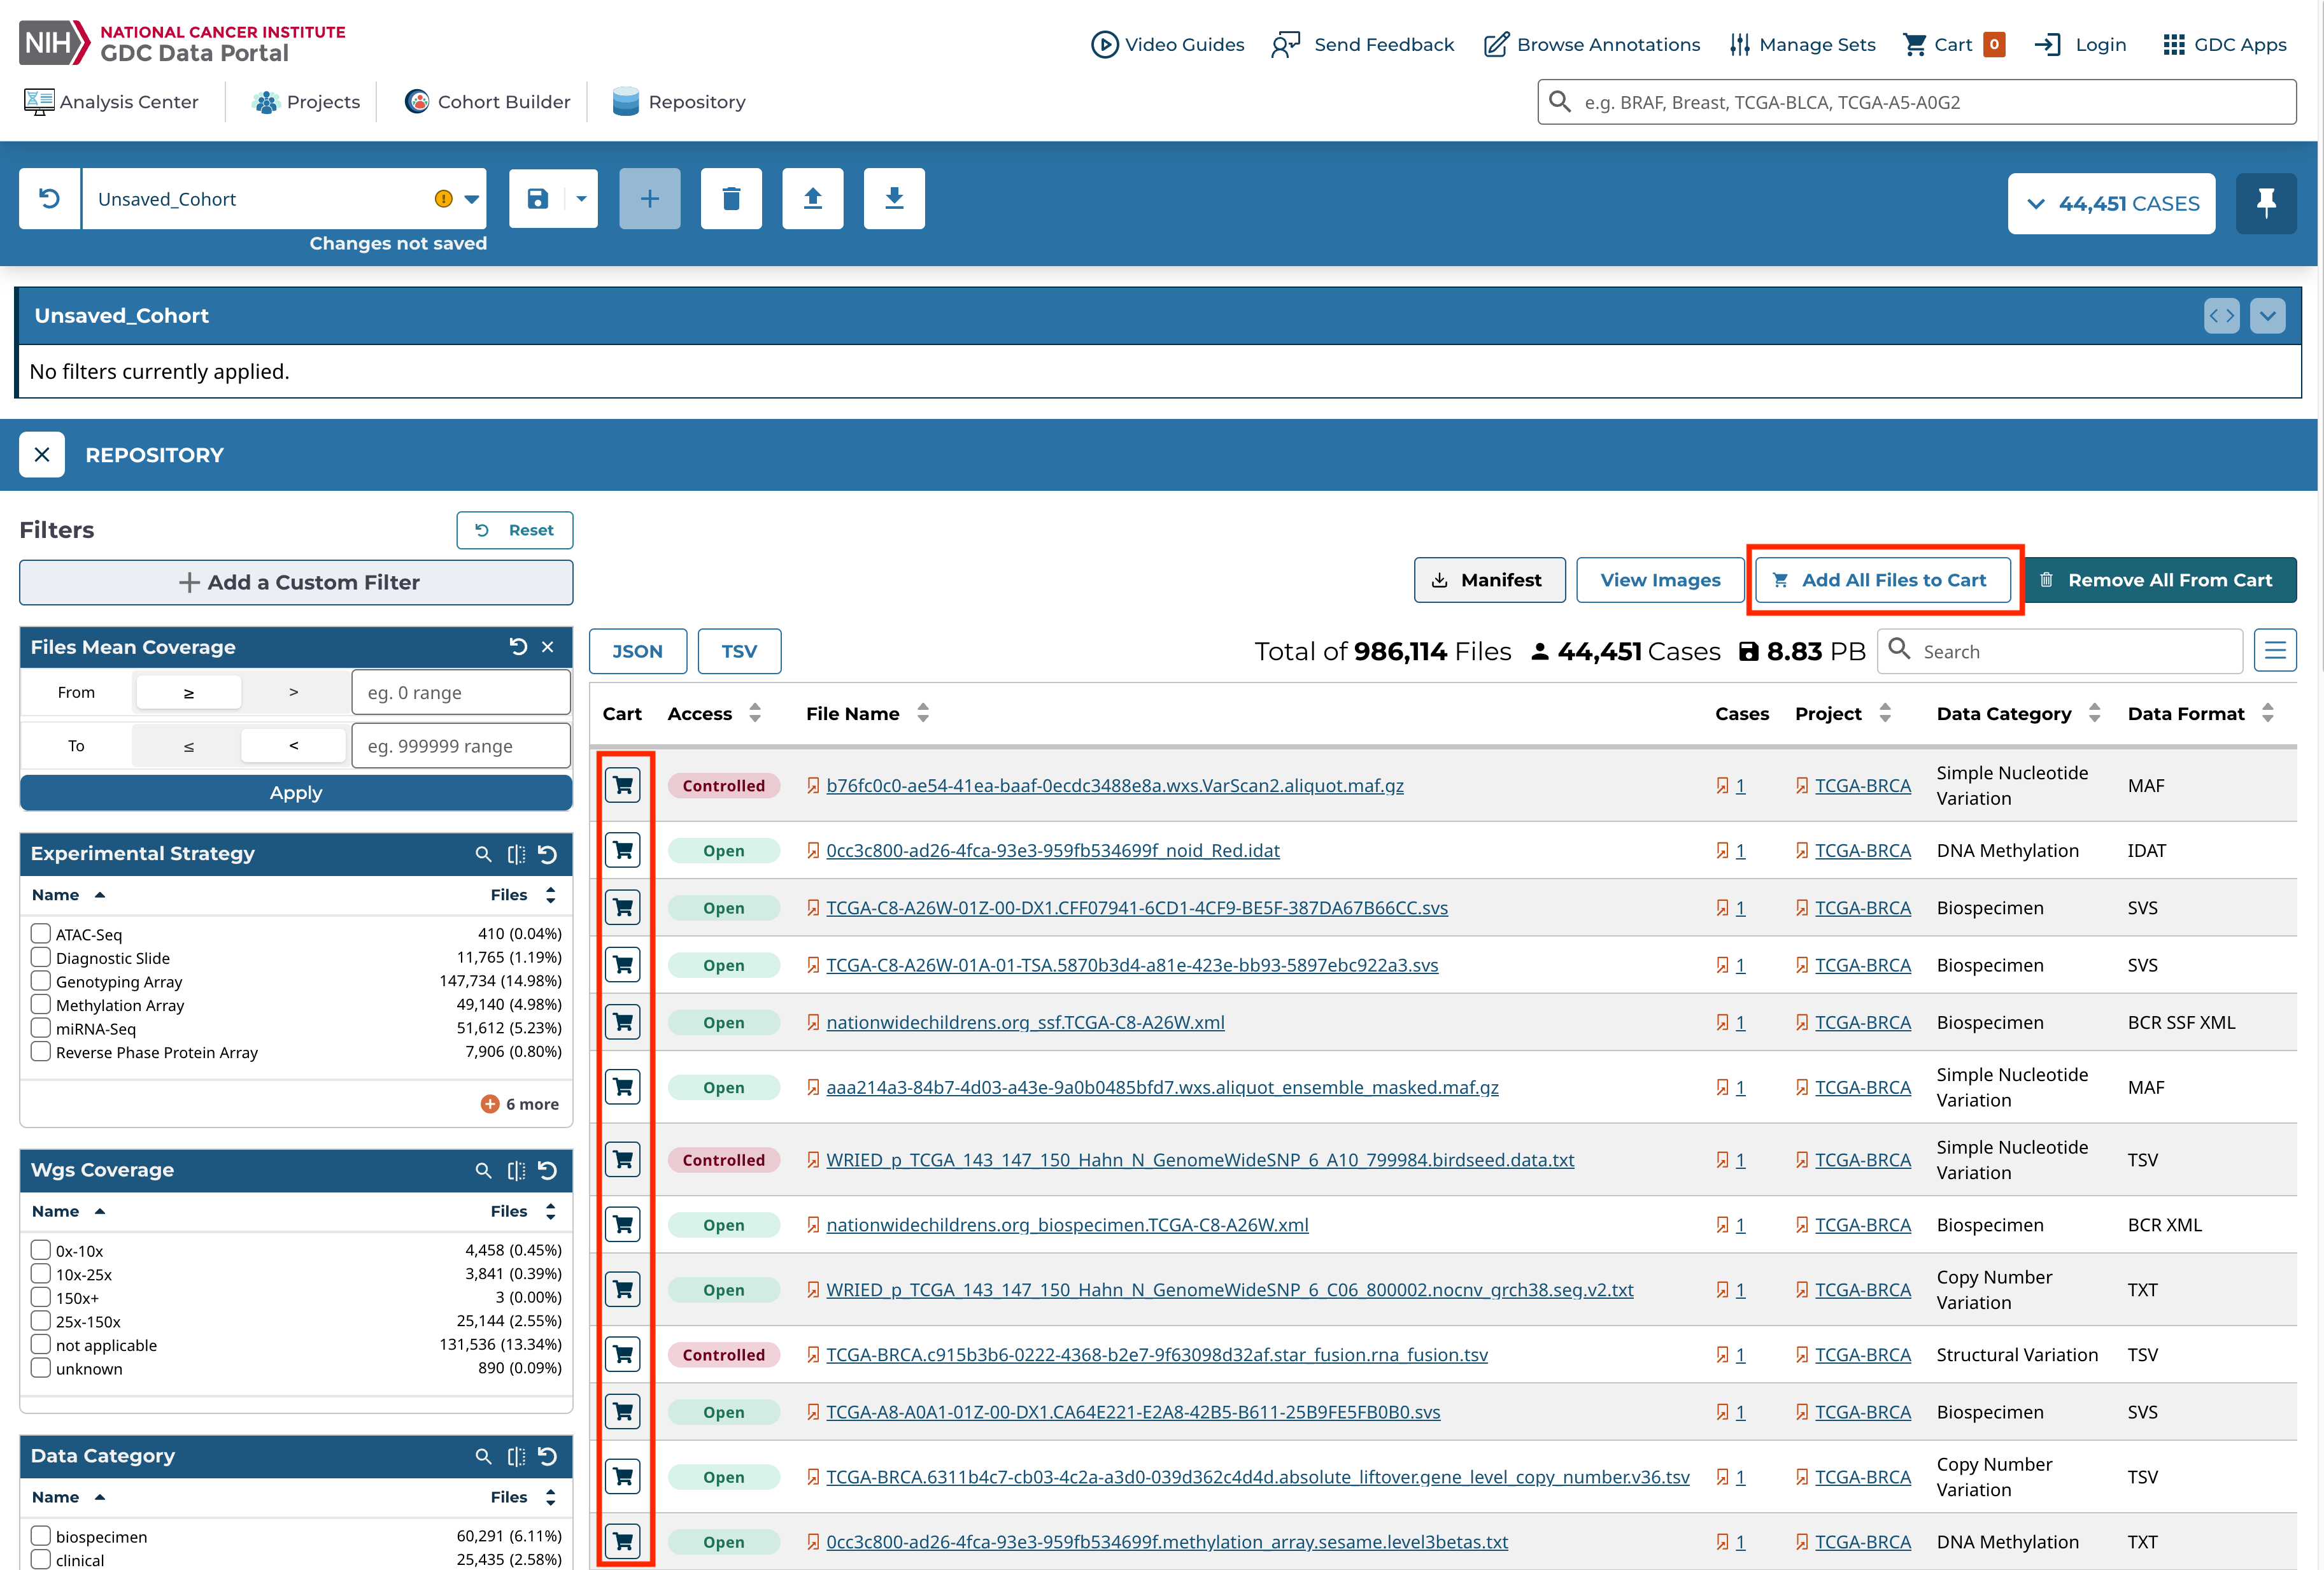 NIH NATIONAL CANCER INSTITUTE
GDC Data Portal
Video Guides Send Feedback Browse Annotations Manage Sets Cart 0 Login GDC Apps
Analysis Center Projects Cohort Builder Repository e.g. BRAF, Breast, TCGA-BLCA, TCGA-A5-A0G2
Unsaved_Cohort 44,451 CASES
Changes not saved
Unsaved_Cohort
No filters currently applied.
REPOSITORY
Filters Reset
Add a Custom Filter
Manifest View Images Add All Files to Cart Remove All From Cart
JSON TSV Total of 986,114 Files 44,451 Cases 8.83 PB Search
Files Mean Coverage
From ≥ > eg. 0 range
To ≤ < eg. 999999 range
Apply
Experimental Strategy
Name Files
ATAC-Seq 410 (0.04%)
Diagnostic Slide 11,765 (1.19%)
Genotyping Array 147,734 (14.98%)
Methylation Array 49,140 (4.98%)
miRNA-Seq 51,612 (5.23%)
Reverse Phase Protein Array 7,906 (0.80%)
6 more
Wgs Coverage
Name Files
0x-10x 4,458 (0.45%)
10x-25x 3,841 (0.39%)
150x+ 3 (0.00%)
25x-150x 25,144 (2.55%)
not applicable 131,536 (13.34%)
unknown 890 (0.09%)
Data Category
Name Files
biospecimen 60,291 (6.11%)
clinical 25,435 (2.58%)
Cart Access File Name Cases Project Data Category Data Format
Controlled b76fc0c0-ae54-41ea-baaf-0ecdc3488e8a.wxs.VarScan2.aliquot.maf.gz 1 TCGA-BRCA Simple Nucleotide Variation MAF
Open 0cc3c800-ad26-4fca-93e3-959fb534699f_noid_Red.idat 1 TCGA-BRCA DNA Methylation IDAT
Open TCGA-C8-A26W-01Z-00-DX1.CFF07941-6CD1-4CF9-BE5F-387DA67B66CC.svs 1 TCGA-BRCA Biospecimen SVS
Open TCGA-C8-A26W-01A-01-TSA.5870b3d4-a81e-423e-bb93-5897ebc922a3.svs 1 TCGA-BRCA Biospecimen SVS
Open nationwidechildrens.org_ssf.TCGA-C8-A26W.xml 1 TCGA-BRCA Biospecimen BCR SSF XML
Open aaa214a3-84b7-4d03-a43e-9a0b0485bfd7.wxs.aliquot_ensemble_masked.maf.gz 1 TCGA-BRCA Simple Nucleotide Variation MAF
Controlled WRIED_p_TCGA_143_147_150_Hahn_N_GenomeWideSNP_6_A10_799984.birdseed.data.txt 1 TCGA-BRCA Simple Nucleotide Variation TSV
Open nationwidechildrens.org_biospecimen.TCGA-C8-A26W.xml 1 TCGA-BRCA Biospecimen BCR XML
Open WRIED_p_TCGA_143_147_150_Hahn_N_GenomeWideSNP_6_C06_800002.nocnv_grch38.seg.v2.txt 1 TCGA-BRCA Copy Number Variation TXT
Controlled TCGA-BRCA.c915b3b6-0222-4368-b2e7-9f63098d32af.star_fusion.rna_fusion.tsv 1 TCGA-BRCA Structural Variation TSV
Open TCGA-A8-A0A1-01Z-00-DX1.CA64E221-E2A8-42B5-B611-25B9FE5FB0B0.svs 1 TCGA-BRCA Biospecimen SVS
Open TCGA-BRCA.6311b4c7-cb03-4c2a-a3d0-039d362c4d4d.absolute_liftover.gene_level_copy_number.v36.tsv 1 TCGA-BRCA Copy Number Variation TSV
Open 0cc3c800-ad26-4fca-93e3-959fb534699f.methylation_array.sesame.level3betas.txt 1 TCGA-BRCA DNA Methylation TXT